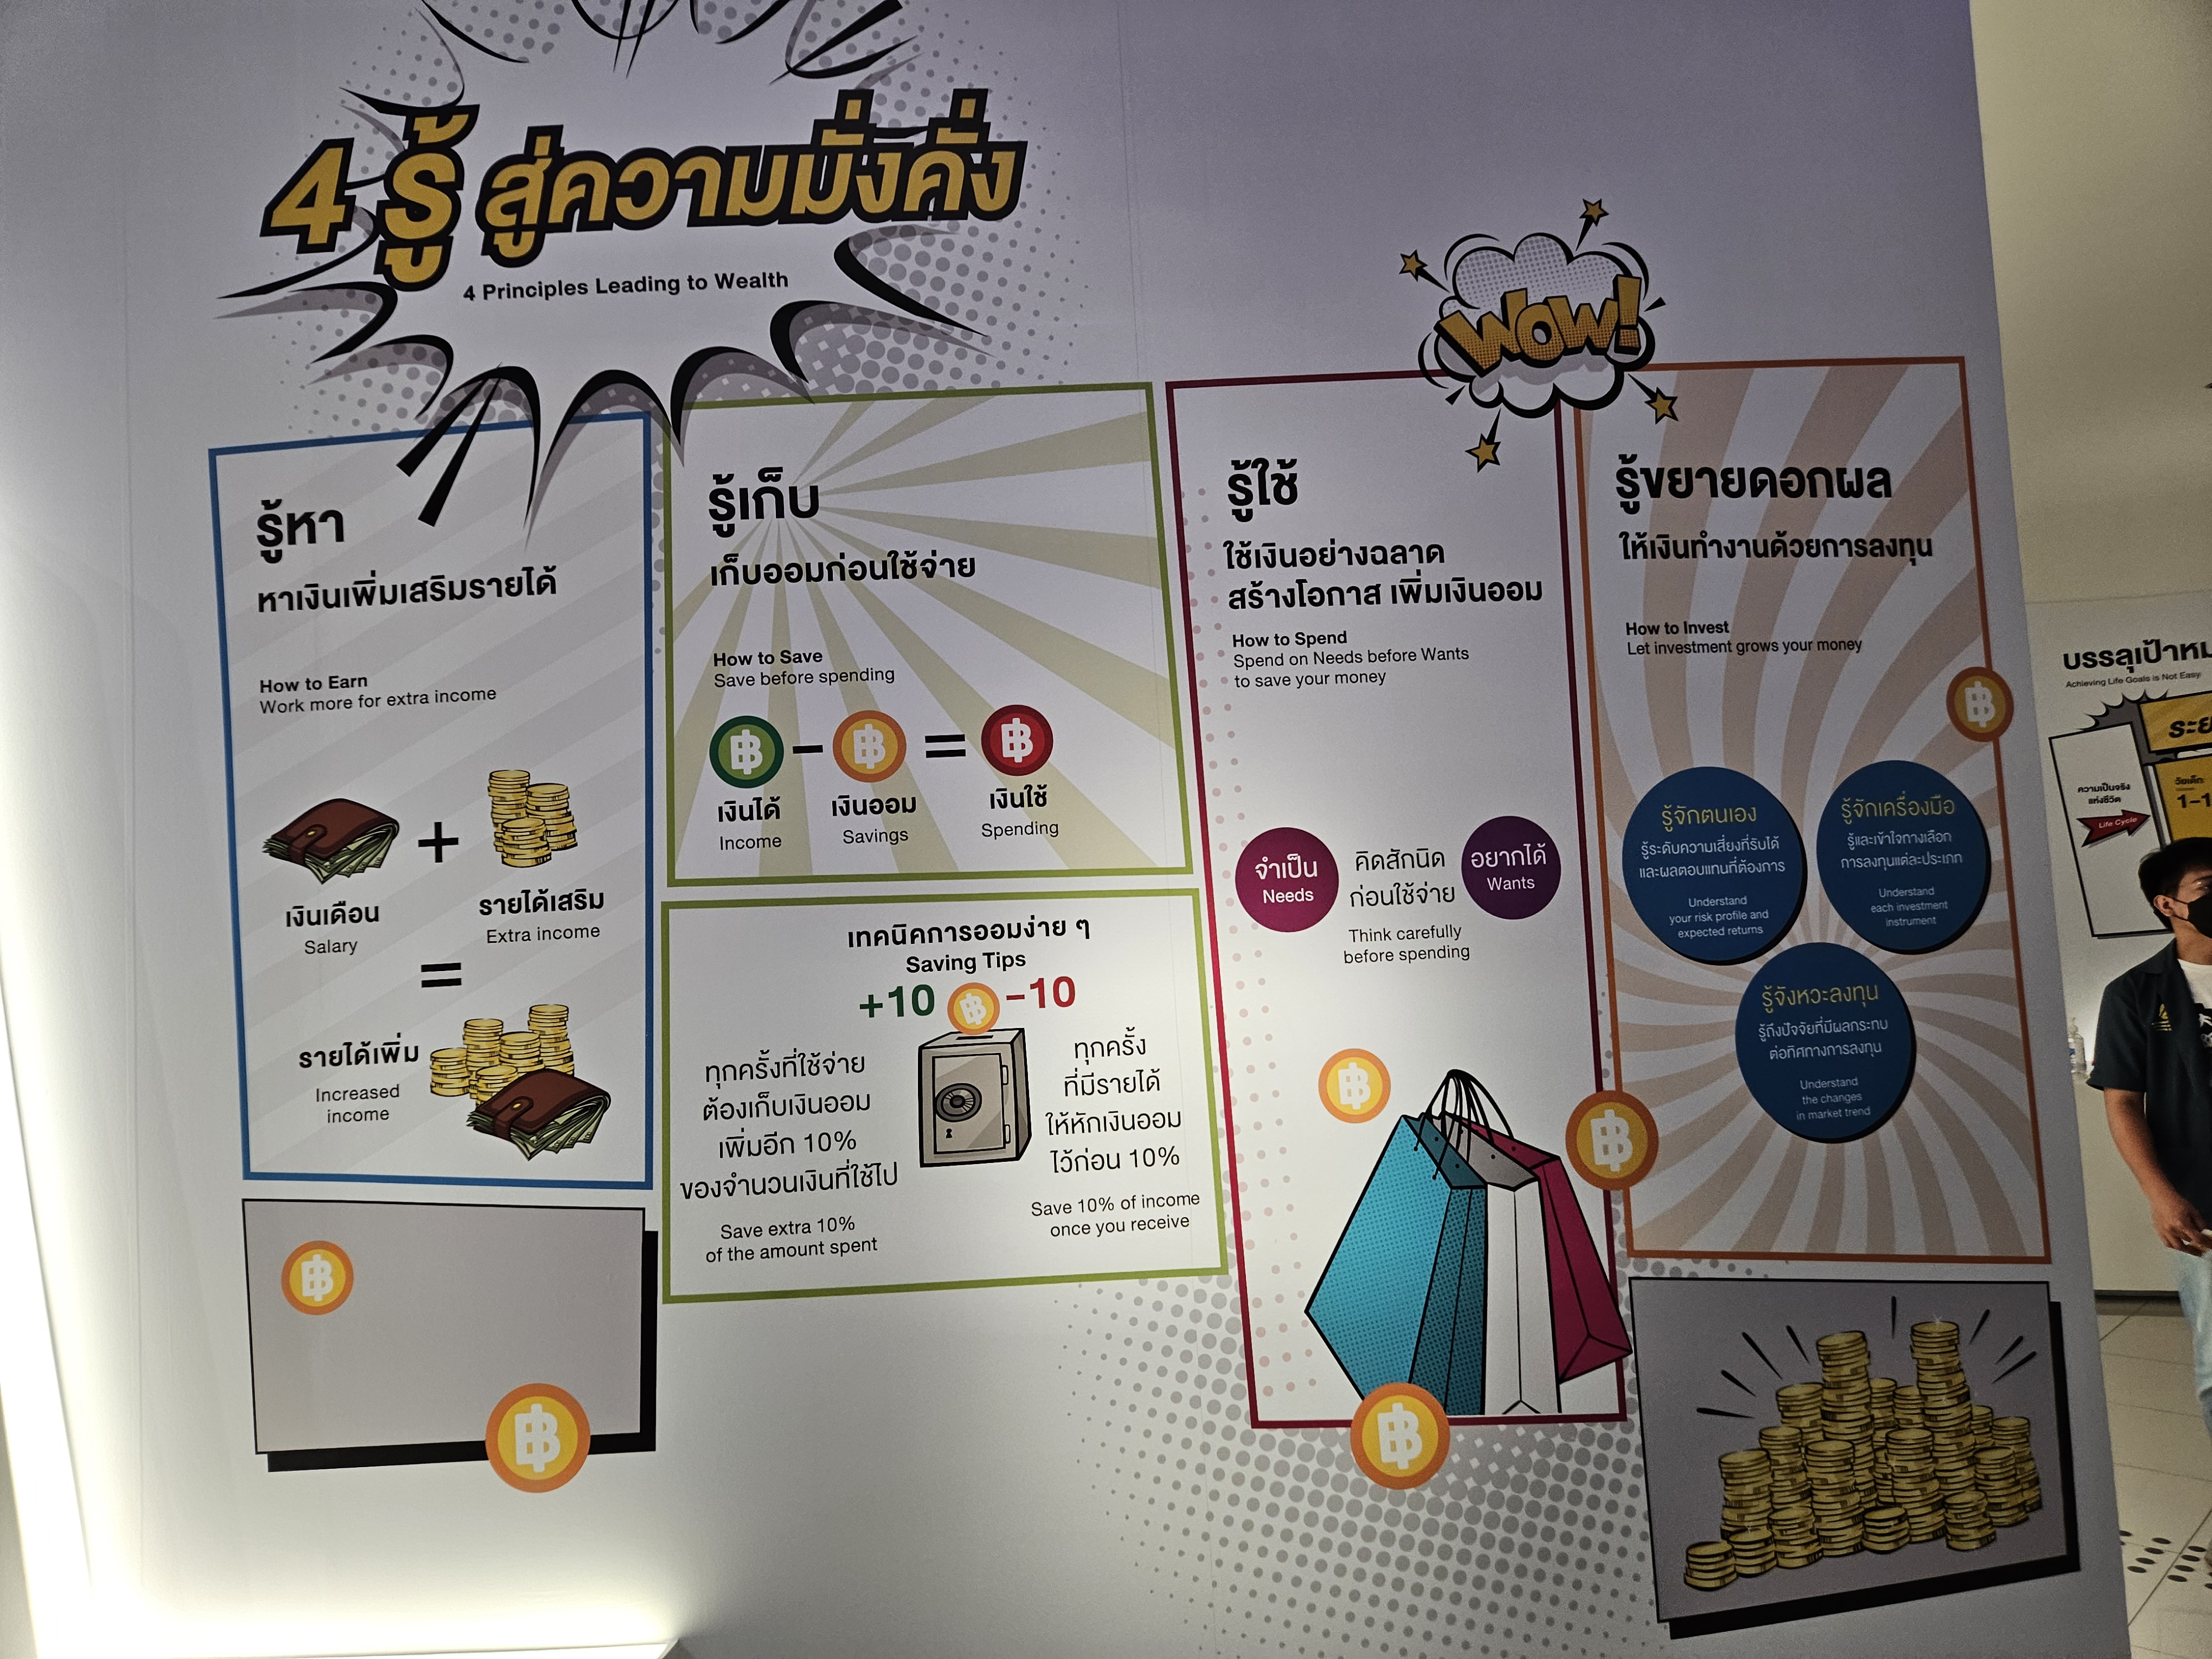 4 รู้ สู่ความมั่งคั่ง
4 Principles Leading to Wealth
WOW!
รู้หา
หาเงินเพิ่มเสริมรายได้
How to Earn
Work more for extra income
+
เงินเดือน
Salary
รายได้เสริม
Extra income
=
รายได้เพิ่ม
Increased
income
฿
฿
รู้เก็บ
เก็บออมก่อนใช้จ่าย
How to Save
Save before spending
฿ – ฿ = ฿
เงินได้
Income
เงินออม
Savings
เงินใช้
Spending
เทคนิคการออมง่าย ๆ
Saving Tips
+10 ฿ -10
ทุกครั้งที่ใช้จ่าย
ต้องเก็บเงินออม
เพิ่มอีก 10%
ของจำนวนเงินที่ใช้ไป
Save extra 10%
of the amount spent
ทุกครั้ง
ที่มีรายได้
ให้หักเงินออม
ไว้ก่อน 10%
Save 10% of income
once you receive
รู้ใช้
ใช้เงินอย่างฉลาด
สร้างโอกาส เพิ่มเงินออม
How to Spend
Spend on Needs before Wants
to save your money
จำเป็น
Needs
คิดสักนิด
ก่อนใช้จ่าย
Think carefully
before spending
อยากได้
Wants
฿
฿
฿
รู้ขยายดอกผล
ให้เงินทำงานด้วยการลงทุน
How to Invest
Let investment grows your money
฿
รู้จักตนเอง
รู้ระดับความเสี่ยงที่รับได้
และผลตอบแทนที่ต้องการ
Understand
your risk profile and
expected returns
รู้จักเครื่องมือ
รู้และเข้าใจทางเลือก
การลงทุนแต่ละประเภท
Understand
each investment
instrument
รู้จังหวะลงทุน
รู้ถึงปัจจัยที่มีผลกระทบ
ต่อทิศทางการลงทุน
Understand
the changes
in market trend
บรรลุเป้าหม
Achieving Life Goals is Not Easy
ระย
ความเป็นจริง
แห่งชีวิต
Life Cycle
วัยเด็ก
1-1